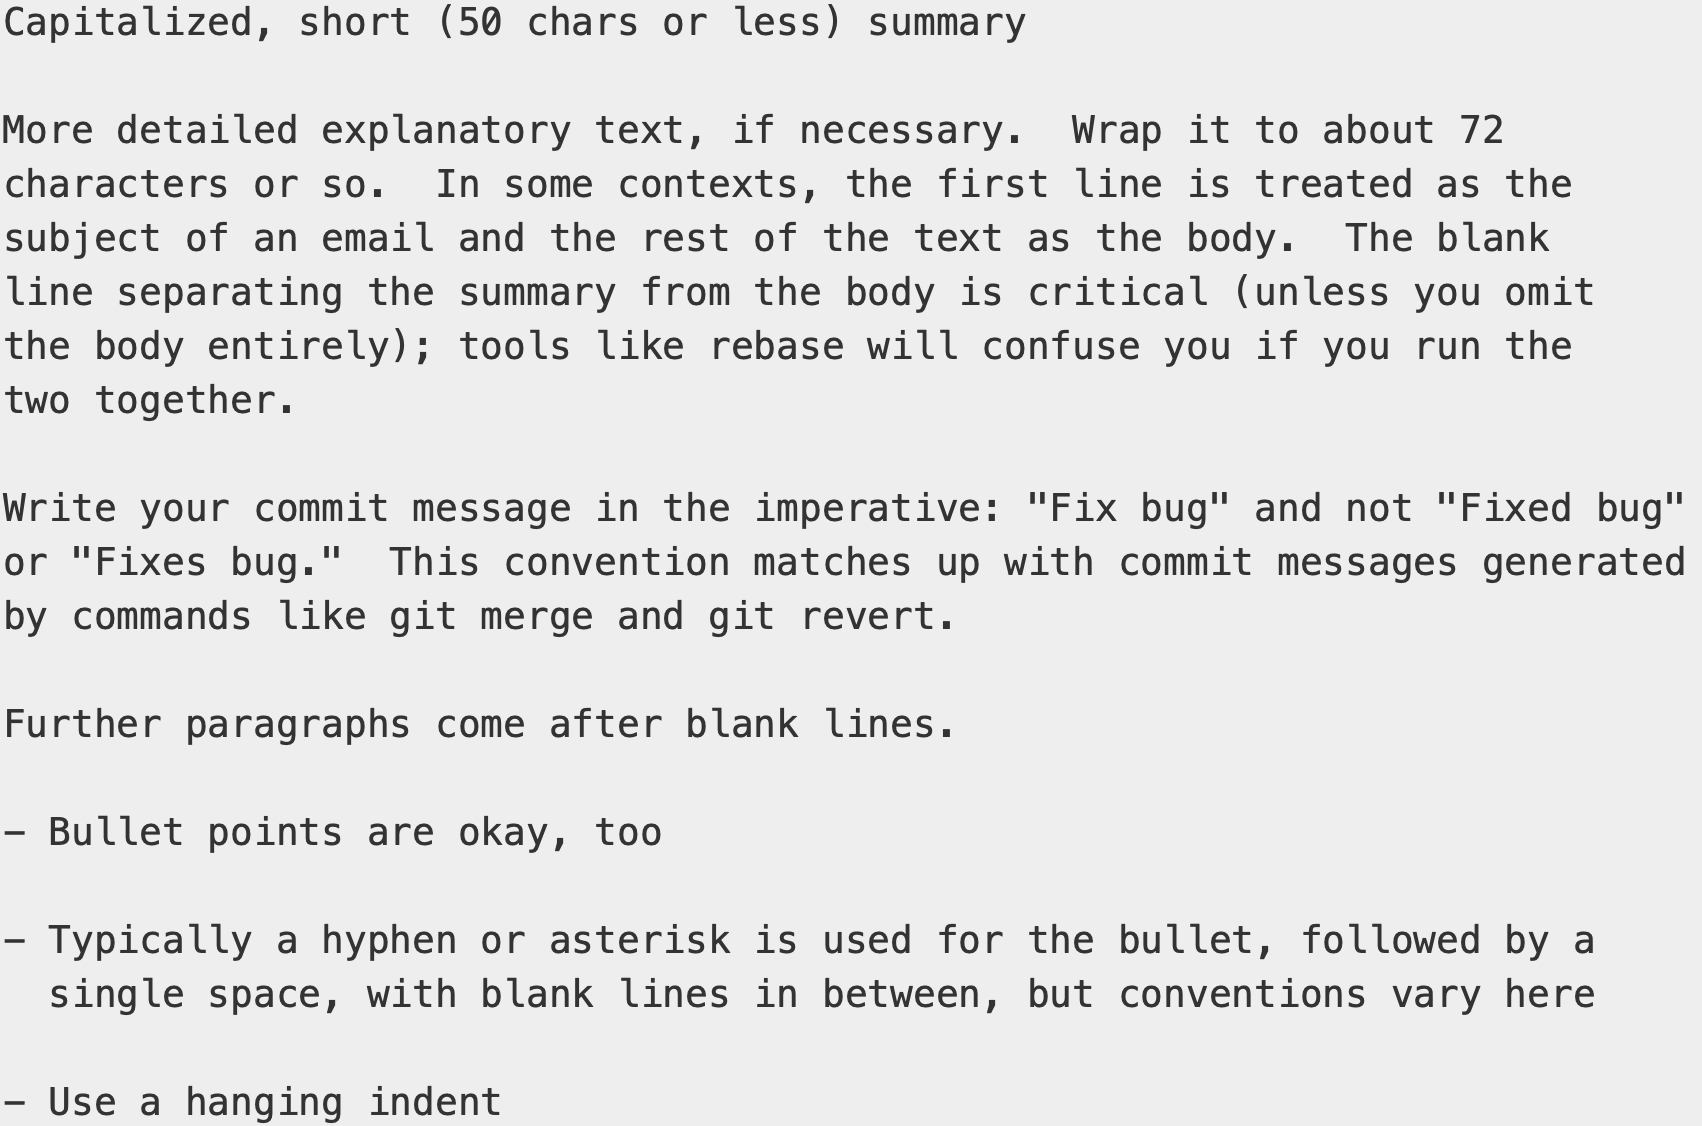 Capitalized, short (50 chars or less) summary

More detailed explanatory text, if necessary.  Wrap it to about 72
characters or so.  In some contexts, the first line is treated as the
subject of an email and the rest of the text as the body.  The blank
line separating the summary from the body is critical (unless you omit
the body entirely); tools like rebase will confuse you if you run the
two together.

Write your commit message in the imperative: "Fix bug" and not "Fixed bug"
or "Fixes bug."  This convention matches up with commit messages generated
by commands like git merge and git revert.

Further paragraphs come after blank lines.

- Bullet points are okay, too

- Typically a hyphen or asterisk is used for the bullet, followed by a
  single space, with blank lines in between, but conventions vary here

- Use a hanging indent